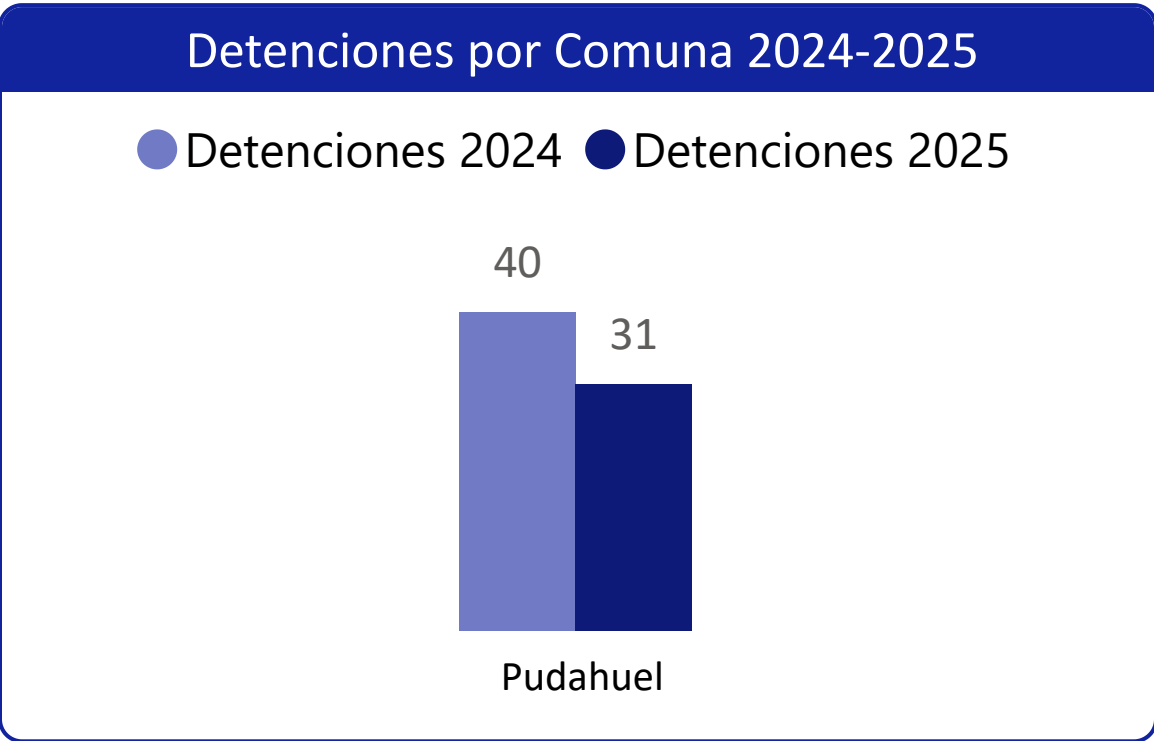 Detenciones por Comuna 2024-2025
Detenciones 2024 Detenciones 2025
40
31
Pudahuel